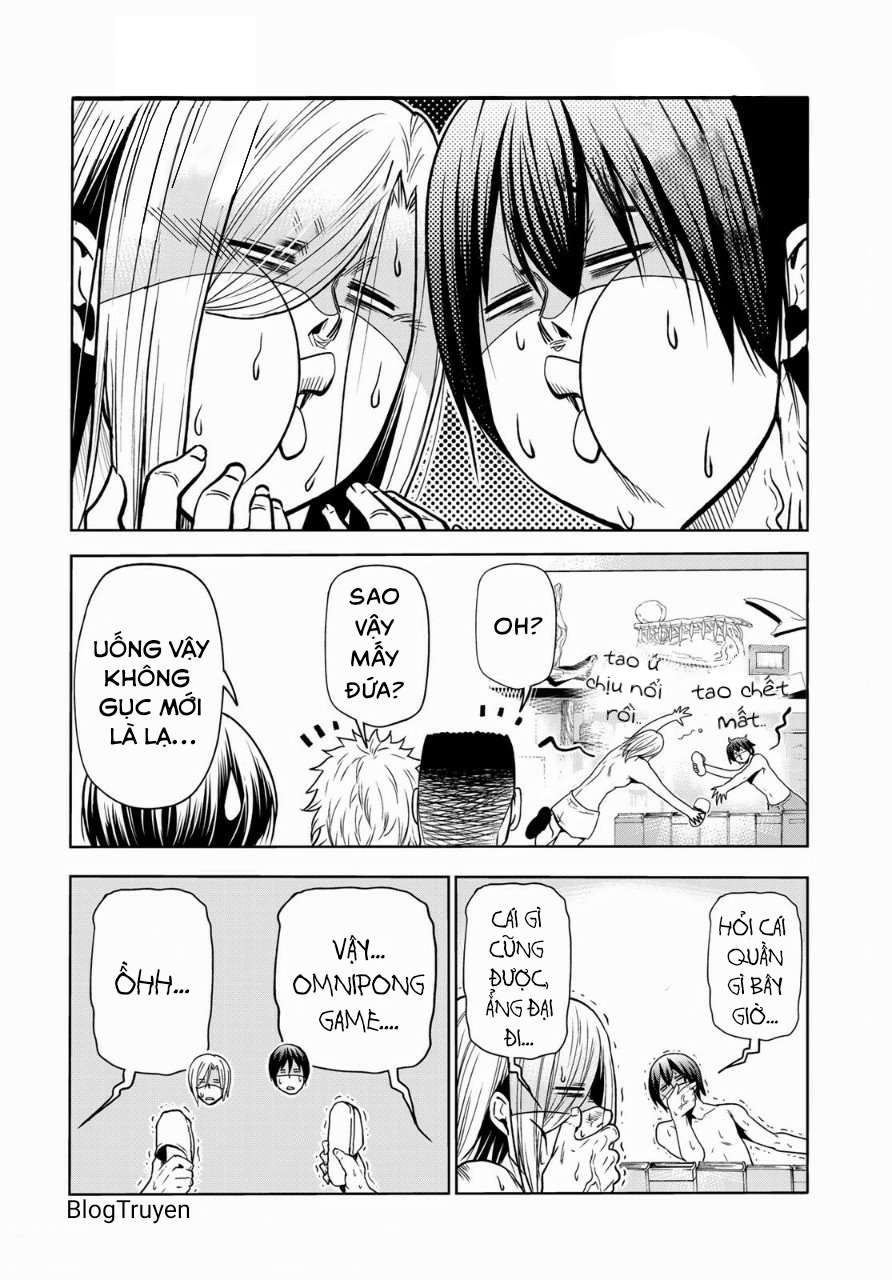 OH?
SAO
VẬY
MẤY
ĐỨA?
UỐNG VẬY
KHÔNG
GỤC MỚI
LÀ LẠ...
tao ứ
chịu nổi
rồi..
tao chết
mất..
HỎI CÁI
QUẦN
GÌ BÂY
GIỜ...
CÁI GÌ
CŨNG
ĐƯỢC,
ẲNG ĐẠI
ĐI...
VẬY...
OMNIPONG
GAME....
ỒHH...
BlogTruyen